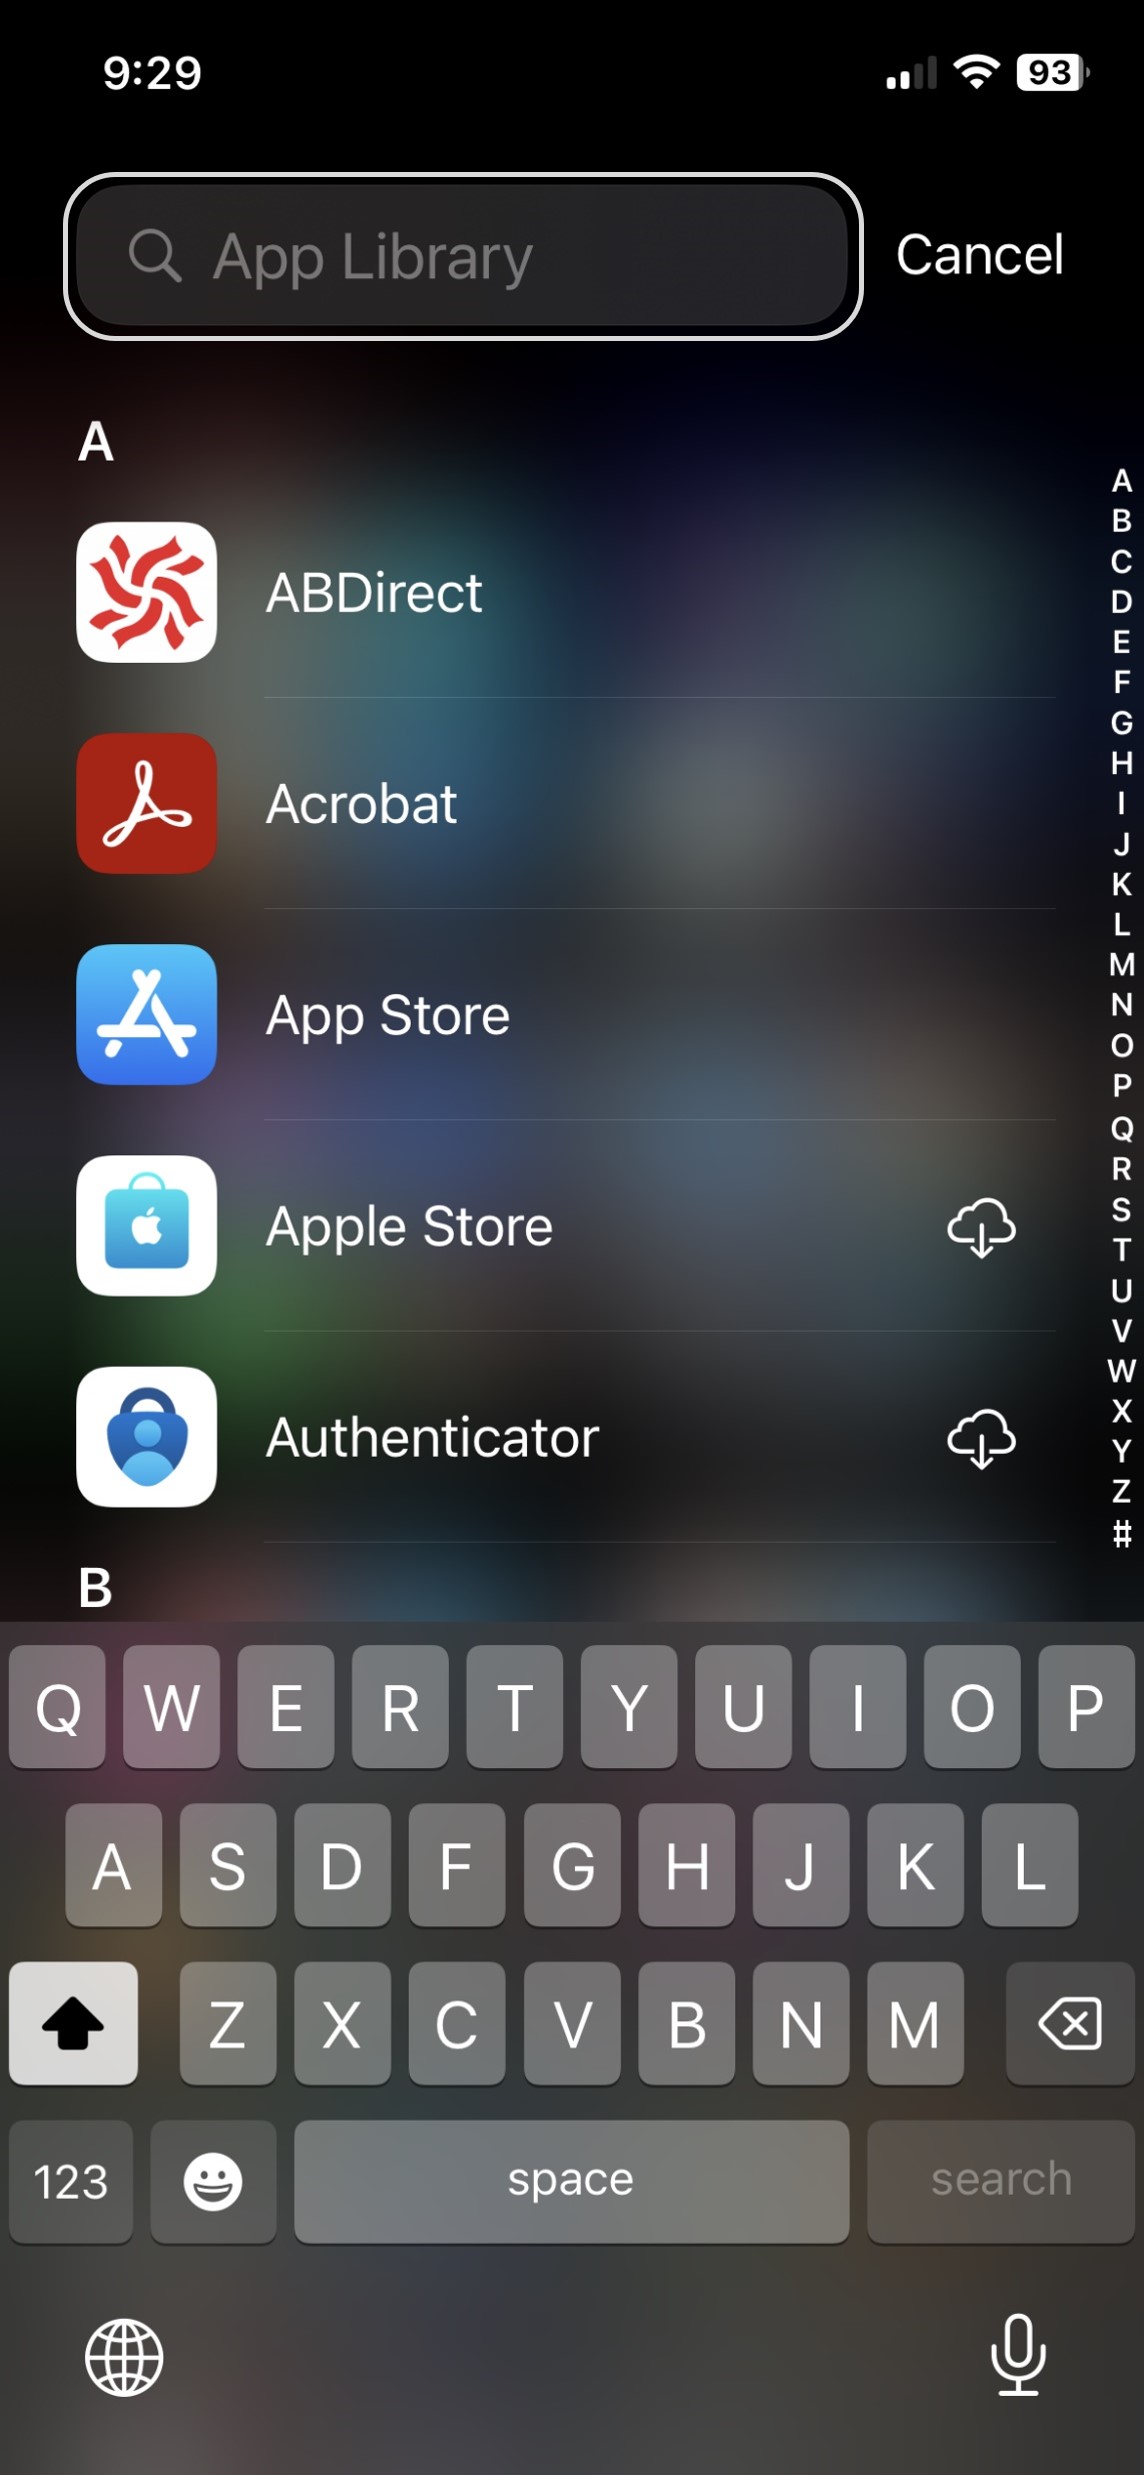 9:29
93
App Library
Cancel
A
ABDirect
Acrobat
App Store
Apple Store
Authenticator
B
A
B
C
D
E
F
G
H
I
J
K
L
M
N
O
P
Q
R
S
T
U
V
W
X
Y
Z
#
Q W E R T Y U I O P
A S D F G H J K L
Z X C V B N M
123 space search